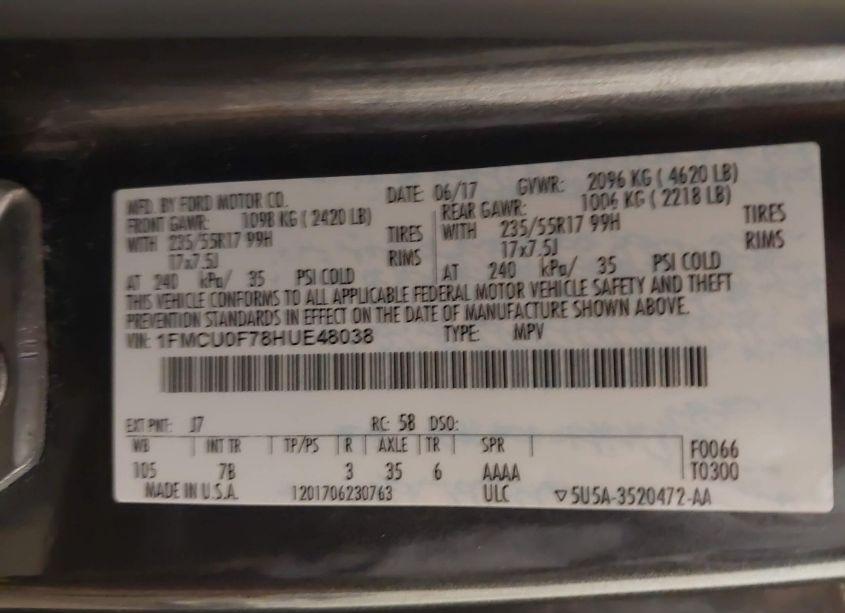 MFD. BY FORD MOTOR CO. DATE: 06/17 GVWR: 2096 KG ( 4620 LB)
FRONT GAWR: 1098 KG ( 2420 LB) REAR GAWR: 1006 KG ( 2218 LB)
WITH 235/55R17 99H TIRES WITH 235/55R17 99H TIRES
17x7.5J RIMS 17x7.5J RIMS
AT 240 kPa/ 35 PSI COLD AT 240 kPa/ 35 PSI COLD
THIS VEHICLE CONFORMS TO ALL APPLICABLE FEDERAL MOTOR VEHICLE SAFETY AND THEFT
PREVENTION STANDARDS IN EFFECT ON THE DATE OF MANUFACTURE SHOWN ABOVE.
VIN: 1FMCU0F78HUE48038 TYPE: MPV
EXT PNT: J7 RC: 58 DSO:
WB INT TR TP/PS R AXLE TR SPR F0066
105 7B 3 35 6 AAAA T0300
MADE IN U.S.A. 1201706230763 ULC ▽5U5A-3520472-AA